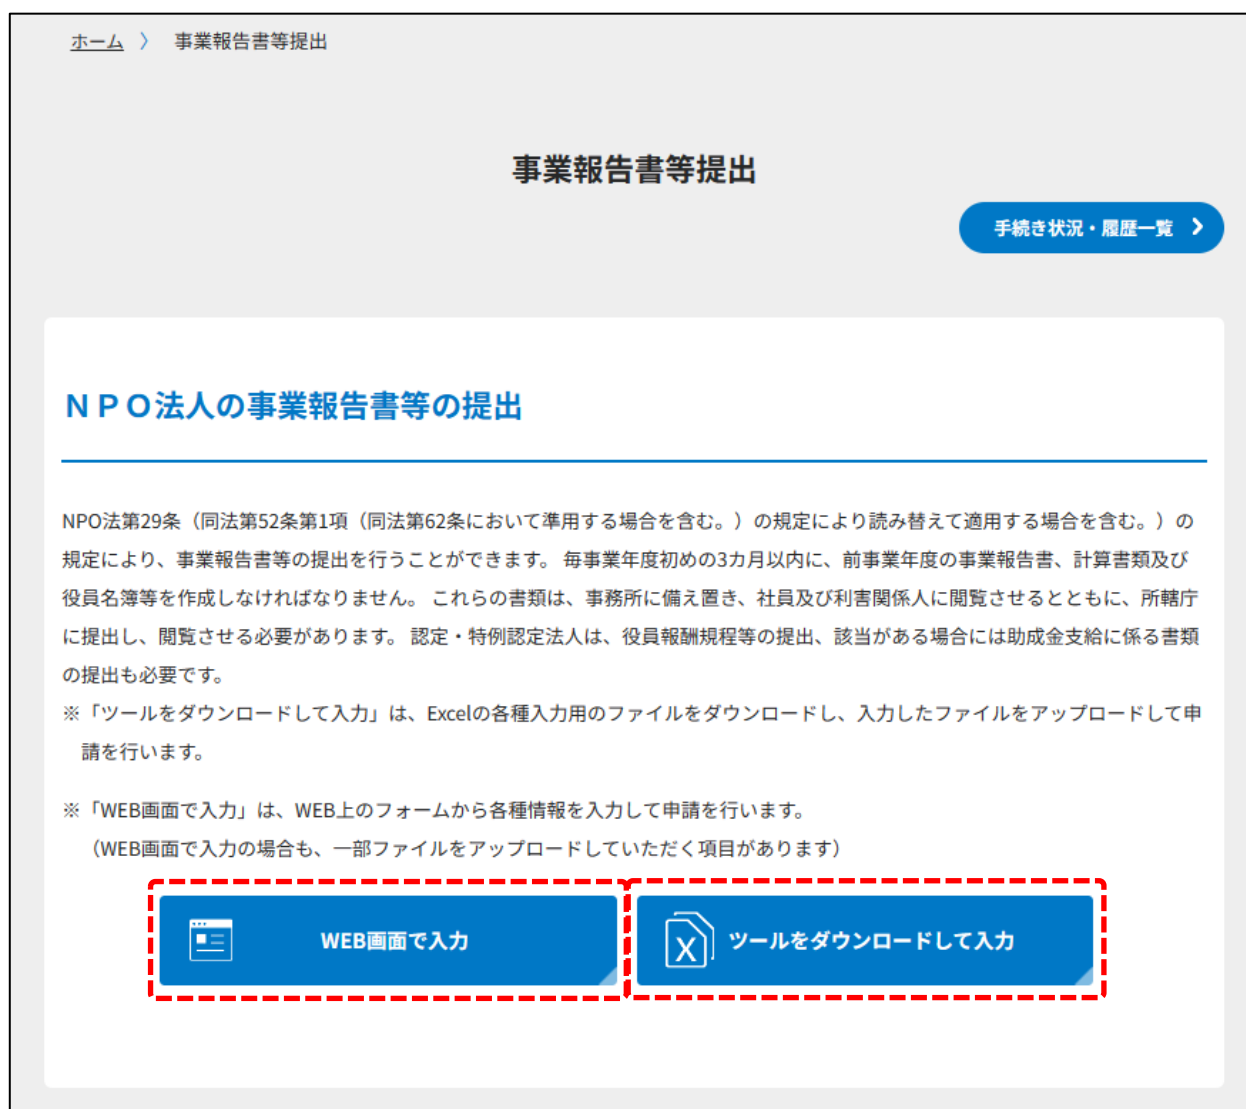 ホーム 〉 事業報告書等提出
事業報告書等提出
手続き状況・履歴一覧
ＮＰＯ法人の事業報告書等の提出
NPO法第29条（同法第52条第1項（同法第62条において準用する場合を含む。）の規定により読み替えて適用する場合を含む。）の
規定により、事業報告書等の提出を行うことができます。 毎事業年度初めの3カ月以内に、前事業年度の事業報告書、計算書類及び
役員名簿等を作成しなければなりません。 これらの書類は、事務所に備え置き、社員及び利害関係人に閲覧させるとともに、所轄庁
に提出し、閲覧させる必要があります。 認定・特例認定法人は、役員報酬規程等の提出、該当がある場合には助成金支給に係る書類
の提出も必要です。
※「ツールをダウンロードして入力」は、Excelの各種入力用のファイルをダウンロードし、入力したファイルをアップロードして申
請を行います。
※「WEB画面で入力」は、WEB上のフォームから各種情報を入力して申請を行います。
（WEB画面で入力の場合も、一部ファイルをアップロードしていただく項目があります）
WEB画面で入力
X ツールをダウンロードして入力